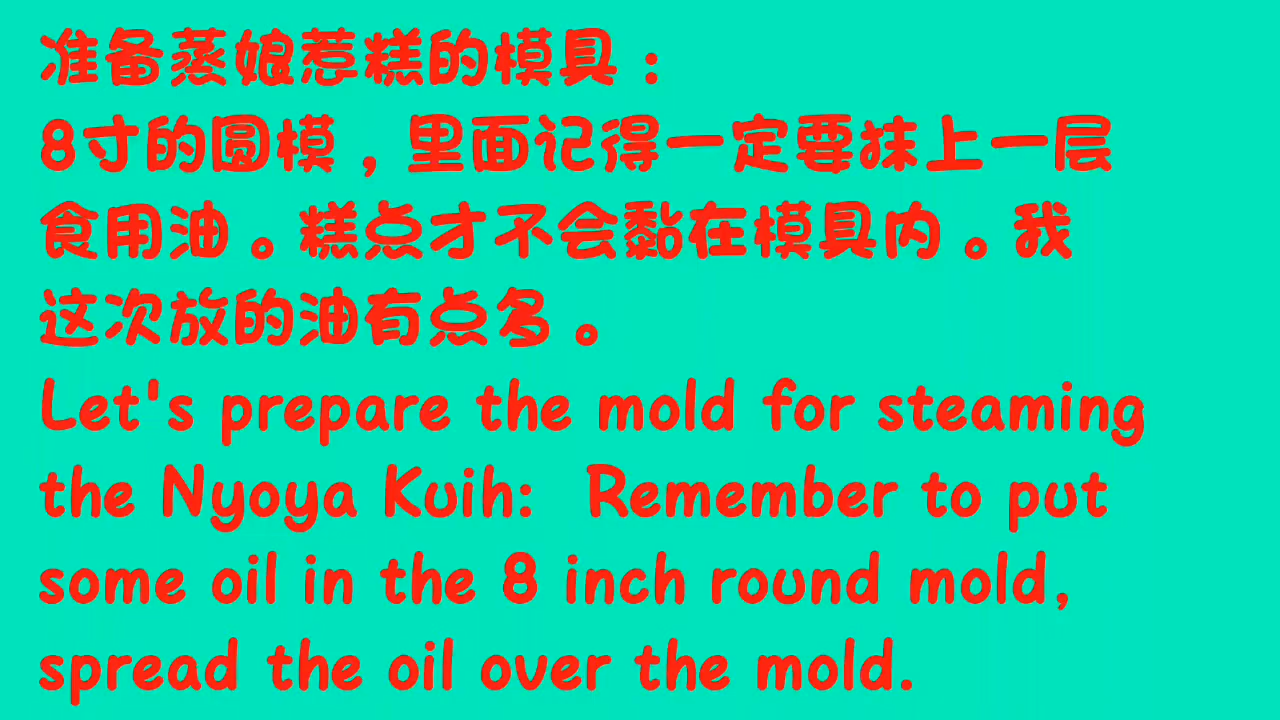 准备蒸娘惹糕的模具：
8寸的圆模，里面记得一定要抹上一层
食用油。糕点才不会黏在模具内。我
这次放的油有点多。
Let's prepare the mold for steaming
the Nyoya Kuih:  Remember to put
some oil in the 8 inch round mold,
spread the oil over the mold.